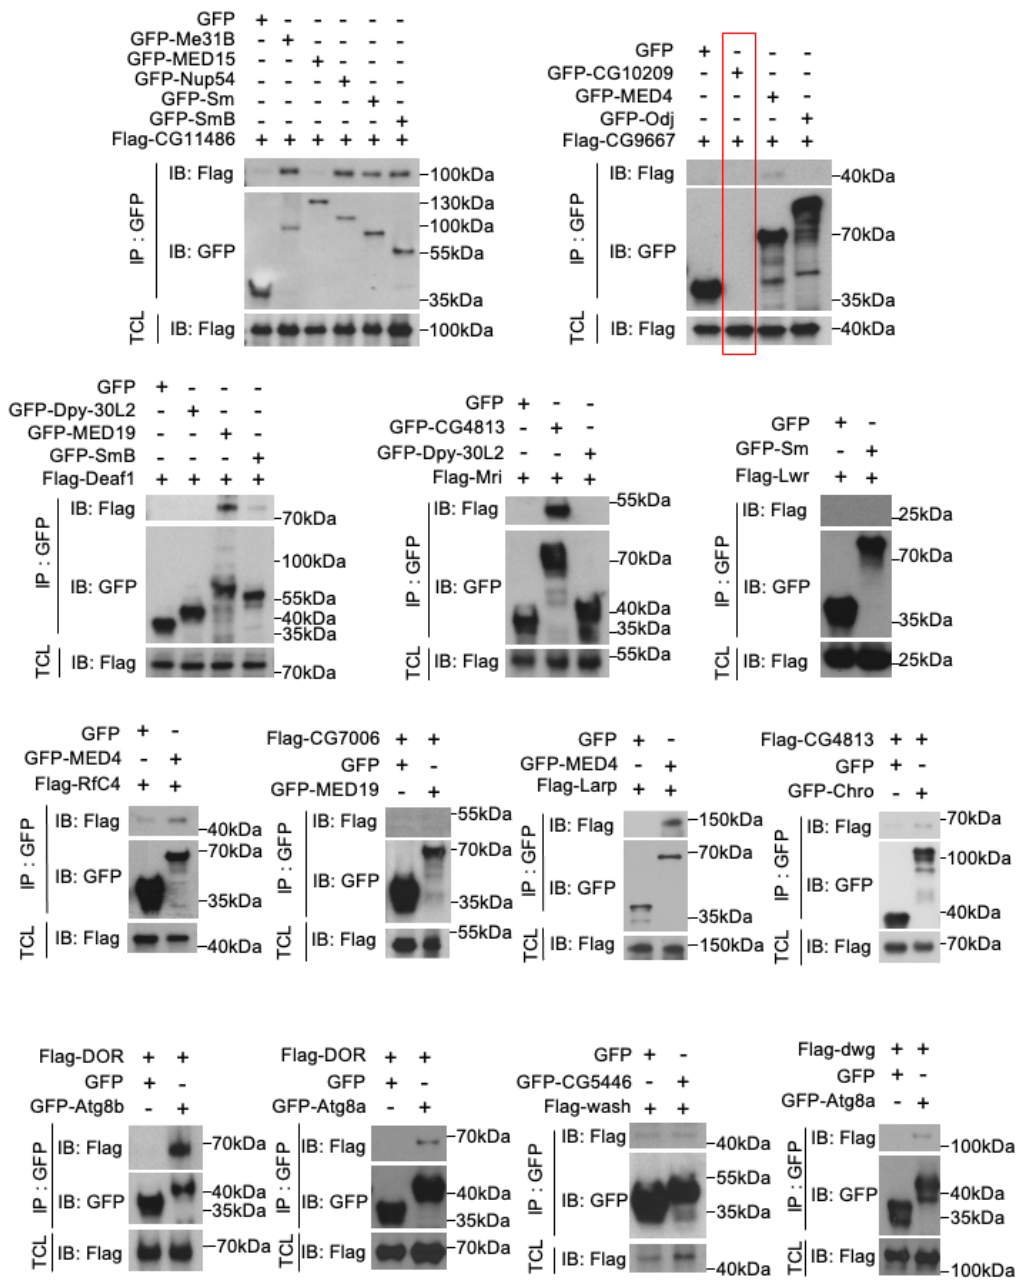 GFP + - - - - -
GFP-Me31B - + - - - -
GFP-MED15 - - + - - -
GFP-Nup54 - - - + - -
GFP-Sm - - - - + -
GFP-SmB - - - - - +
Flag-CG11486 + + + + + +
IP : GFP
IB: Flag -100kDa
IB: GFP
-130kDa
-100kDa
-55kDa
-35kDa
TCL
IB: Flag -100kDa
GFP + - - -
GFP-CG10209 - + - -
GFP-MED4 - - + -
GFP-Odj - - - +
Flag-CG9667 + + + +
IP : GFP
IB: Flag -40kDa
IB: GFP
-70kDa
-35kDa
TCL
IB: Flag -40kDa
GFP + - - -
GFP-Dpy-30L2 - + - -
GFP-MED19 - - + -
GFP-SmB - - - +
Flag-Deaf1 + + + +
IP : GFP
IB: Flag -70kDa
IB: GFP
-100kDa
-55kDa
-40kDa
-35kDa
TCL
IB: Flag -70kDa
GFP + - -
GFP-CG4813 - + -
GFP-Dpy-30L2 - - +
Flag-Mri + + +
IP : GFP
IB: Flag -55kDa
IB: GFP
-70kDa
-40kDa
-35kDa
TCL
IB: Flag -55kDa
GFP + -
GFP-Sm - +
Flag-Lwr + +
IP : GFP
IB: Flag -25kDa
IB: GFP
-70kDa
-35kDa
TCL
IB: Flag -25kDa
GFP + -
GFP-MED4 - +
Flag-RfC4 + +
IP : GFP
IB: Flag -40kDa
IB: GFP
-70kDa
-35kDa
TCL
IB: Flag -40kDa
Flag-CG7006 + +
GFP + -
GFP-MED19 - +
IP : GFP
IB: Flag -55kDa
IB: GFP
-70kDa
-35kDa
TCL
IB: Flag -55kDa
GFP + -
GFP-MED4 - +
Flag-Larp + +
IP : GFP
IB: Flag -150kDa
IB: GFP
-70kDa
-35kDa
TCL
IB: Flag -150kDa
Flag-CG4813 + +
GFP + -
GFP-Chro - +
IP : GFP
IB: Flag -70kDa
IB: GFP
-100kDa
-40kDa
TCL
IB: Flag -70kDa
Flag-DOR + +
GFP + -
GFP-Atg8b - +
IP : GFP
IB: Flag -70kDa
IB: GFP
-40kDa
-35kDa
TCL
IB: Flag -70kDa
Flag-DOR + +
GFP + -
GFP-Atg8a - +
IP : GFP
IB: Flag -70kDa
IB: GFP
-40kDa
-35kDa
TCL
IB: Flag -70kDa
GFP + -
GFP-CG5446 - +
Flag-wash + +
IP : GFP
IB: Flag -40kDa
IB: GFP
-55kDa
-35kDa
TCL
IB: Flag -40kDa
Flag-dwg + +
GFP + -
GFP-Atg8a - +
IP : GFP
IB: Flag -100kDa
IB: GFP
-40kDa
-35kDa
TCL
IB: Flag -100kDa